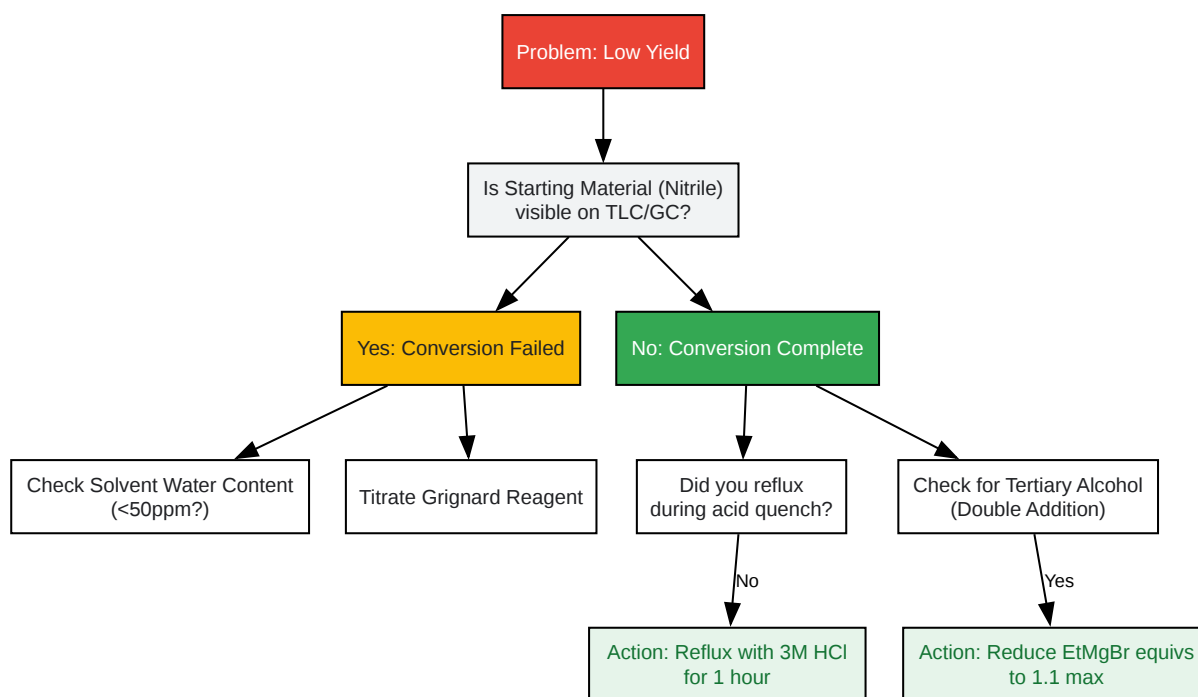 Problem: Low Yield
Is Starting Material (Nitrile)
visible on TLC/GC?
Yes: Conversion Failed
No: Conversion Complete
Check Solvent Water Content
(<50ppm?)
Titrate Grignard Reagent
Did you reflux
during acid quench?
Check for Tertiary Alcohol
(Double Addition)
No
Yes
Action: Reflux with 3M HCl
for 1 hour
Action: Reduce EtMgBr equivs
to 1.1 max